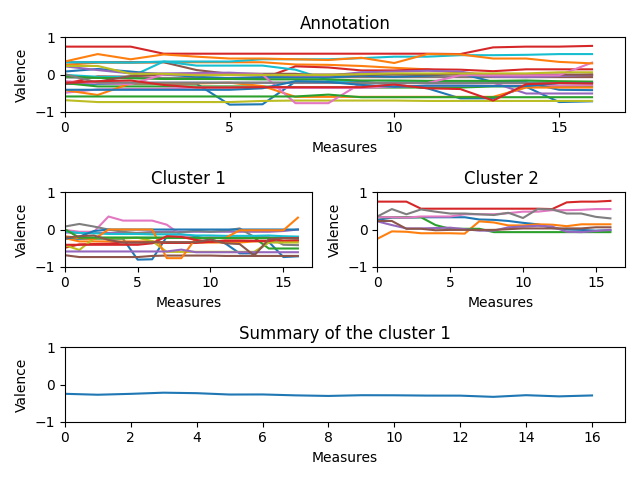 Annotation
Valence
1
0
−1
0
5
10
15
Measures
Cluster 1
Cluster 2
Valence
1
0
−1
0
5
10
15
Measures
Valence
1
0
−1
0
5
10
15
Measures
Summary of the cluster 1
Valence
1
0
−1
0
2
4
6
8
10
12
14
16
Measures